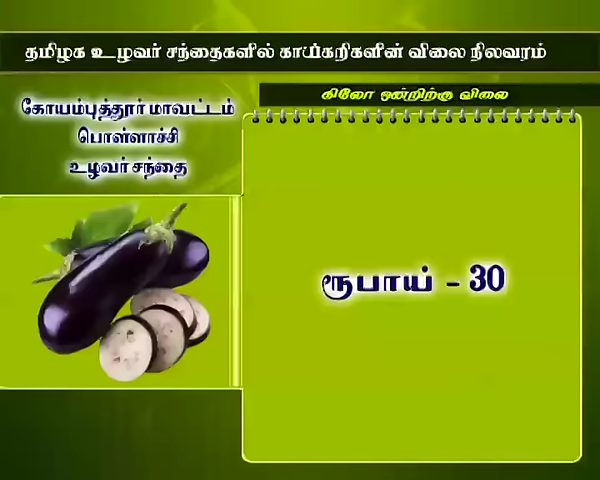 தமிழக உழவர் சந்தைகளில் காய்கறிகளின் விலை நிலவரம்
கிலோ ஒன்றிற்கு விலை
கோயம்புத்தூர் மாவட்டம்
பொள்ளாச்சி
உழவர் சந்தை
ரூபாய் - 30